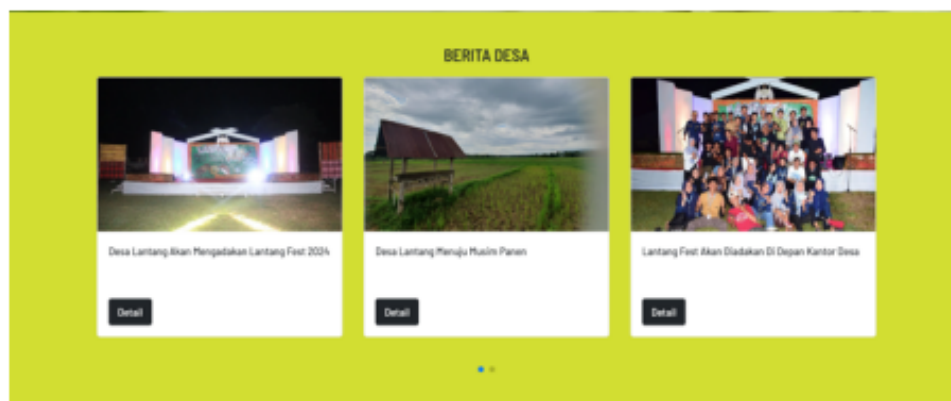 BERITA DESA
Desa Lantang Akan Mengadakan Lantang Fest 2024
Desa Lantang Menuju Musim Panen
Lantang Fest Akan Diadakan Di Depan Kantor Desa
Detail
Detail
Detail